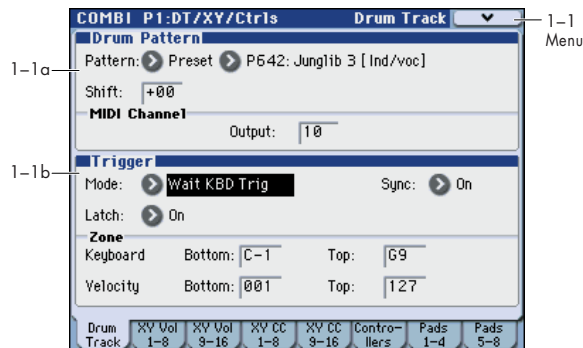 COMBI P1:DT/XY/Ctrls Drum Track
1–1
Menu
Drum Pattern
1–1a
Pattern: Preset P642: Junglib 3 [Ind/voc]
Shift: +00
MIDI Channel
Output: 10
1–1b
Trigger
Mode: Wait KBD Trig Sync: On
Latch: On
Zone
Keyboard Bottom: C-1 Top: G9
Velocity Bottom: 001 Top: 127
Drum Track
XY Vol 1–8
XY Vol 9–16
XY CC 1–8
XY CC 9–16
Contro– llers
Pads 1–4
Pads 5–8